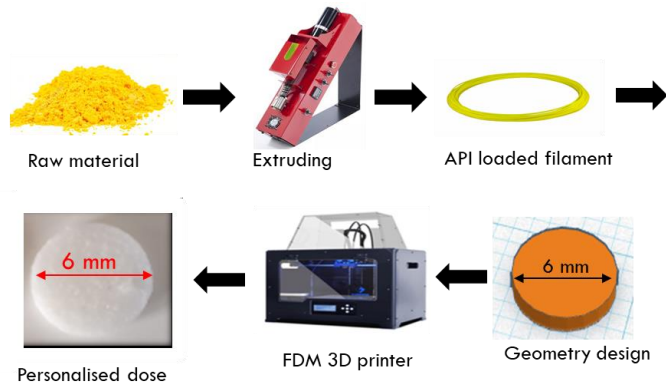 Raw material
Extruding
API loaded filament
6 mm
6 mm
Personalised dose
FDM 3D printer
Geometry design